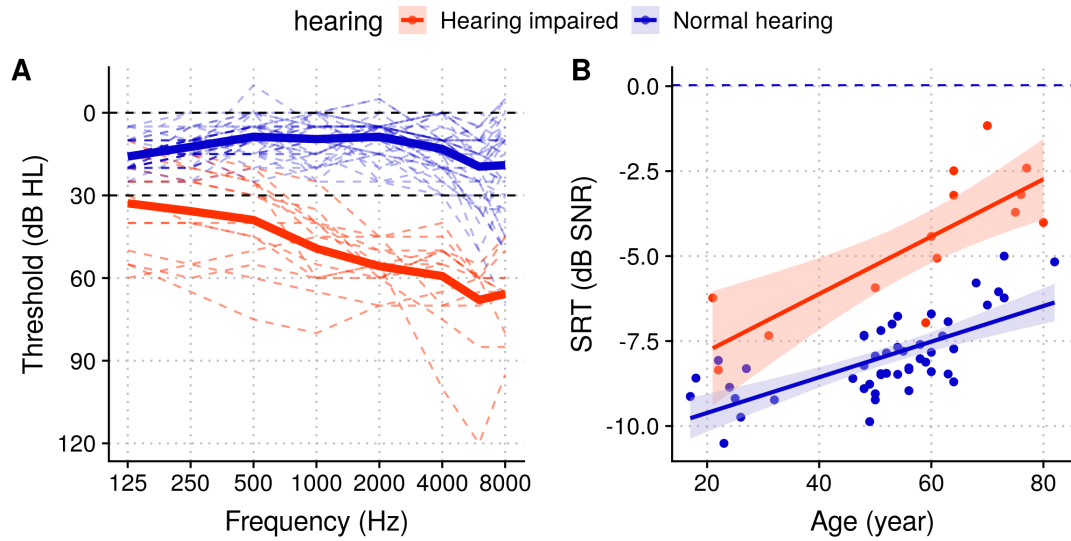 hearing Hearing impaired Normal hearing
A
Threshold (dB HL)
0
30
60
90
120
125 250 500 1000 2000 4000 8000
Frequency (Hz)
B
SRT (dB SNR)
0.0
-2.5
-5.0
-7.5
-10.0
20 40 60 80
Age (year)